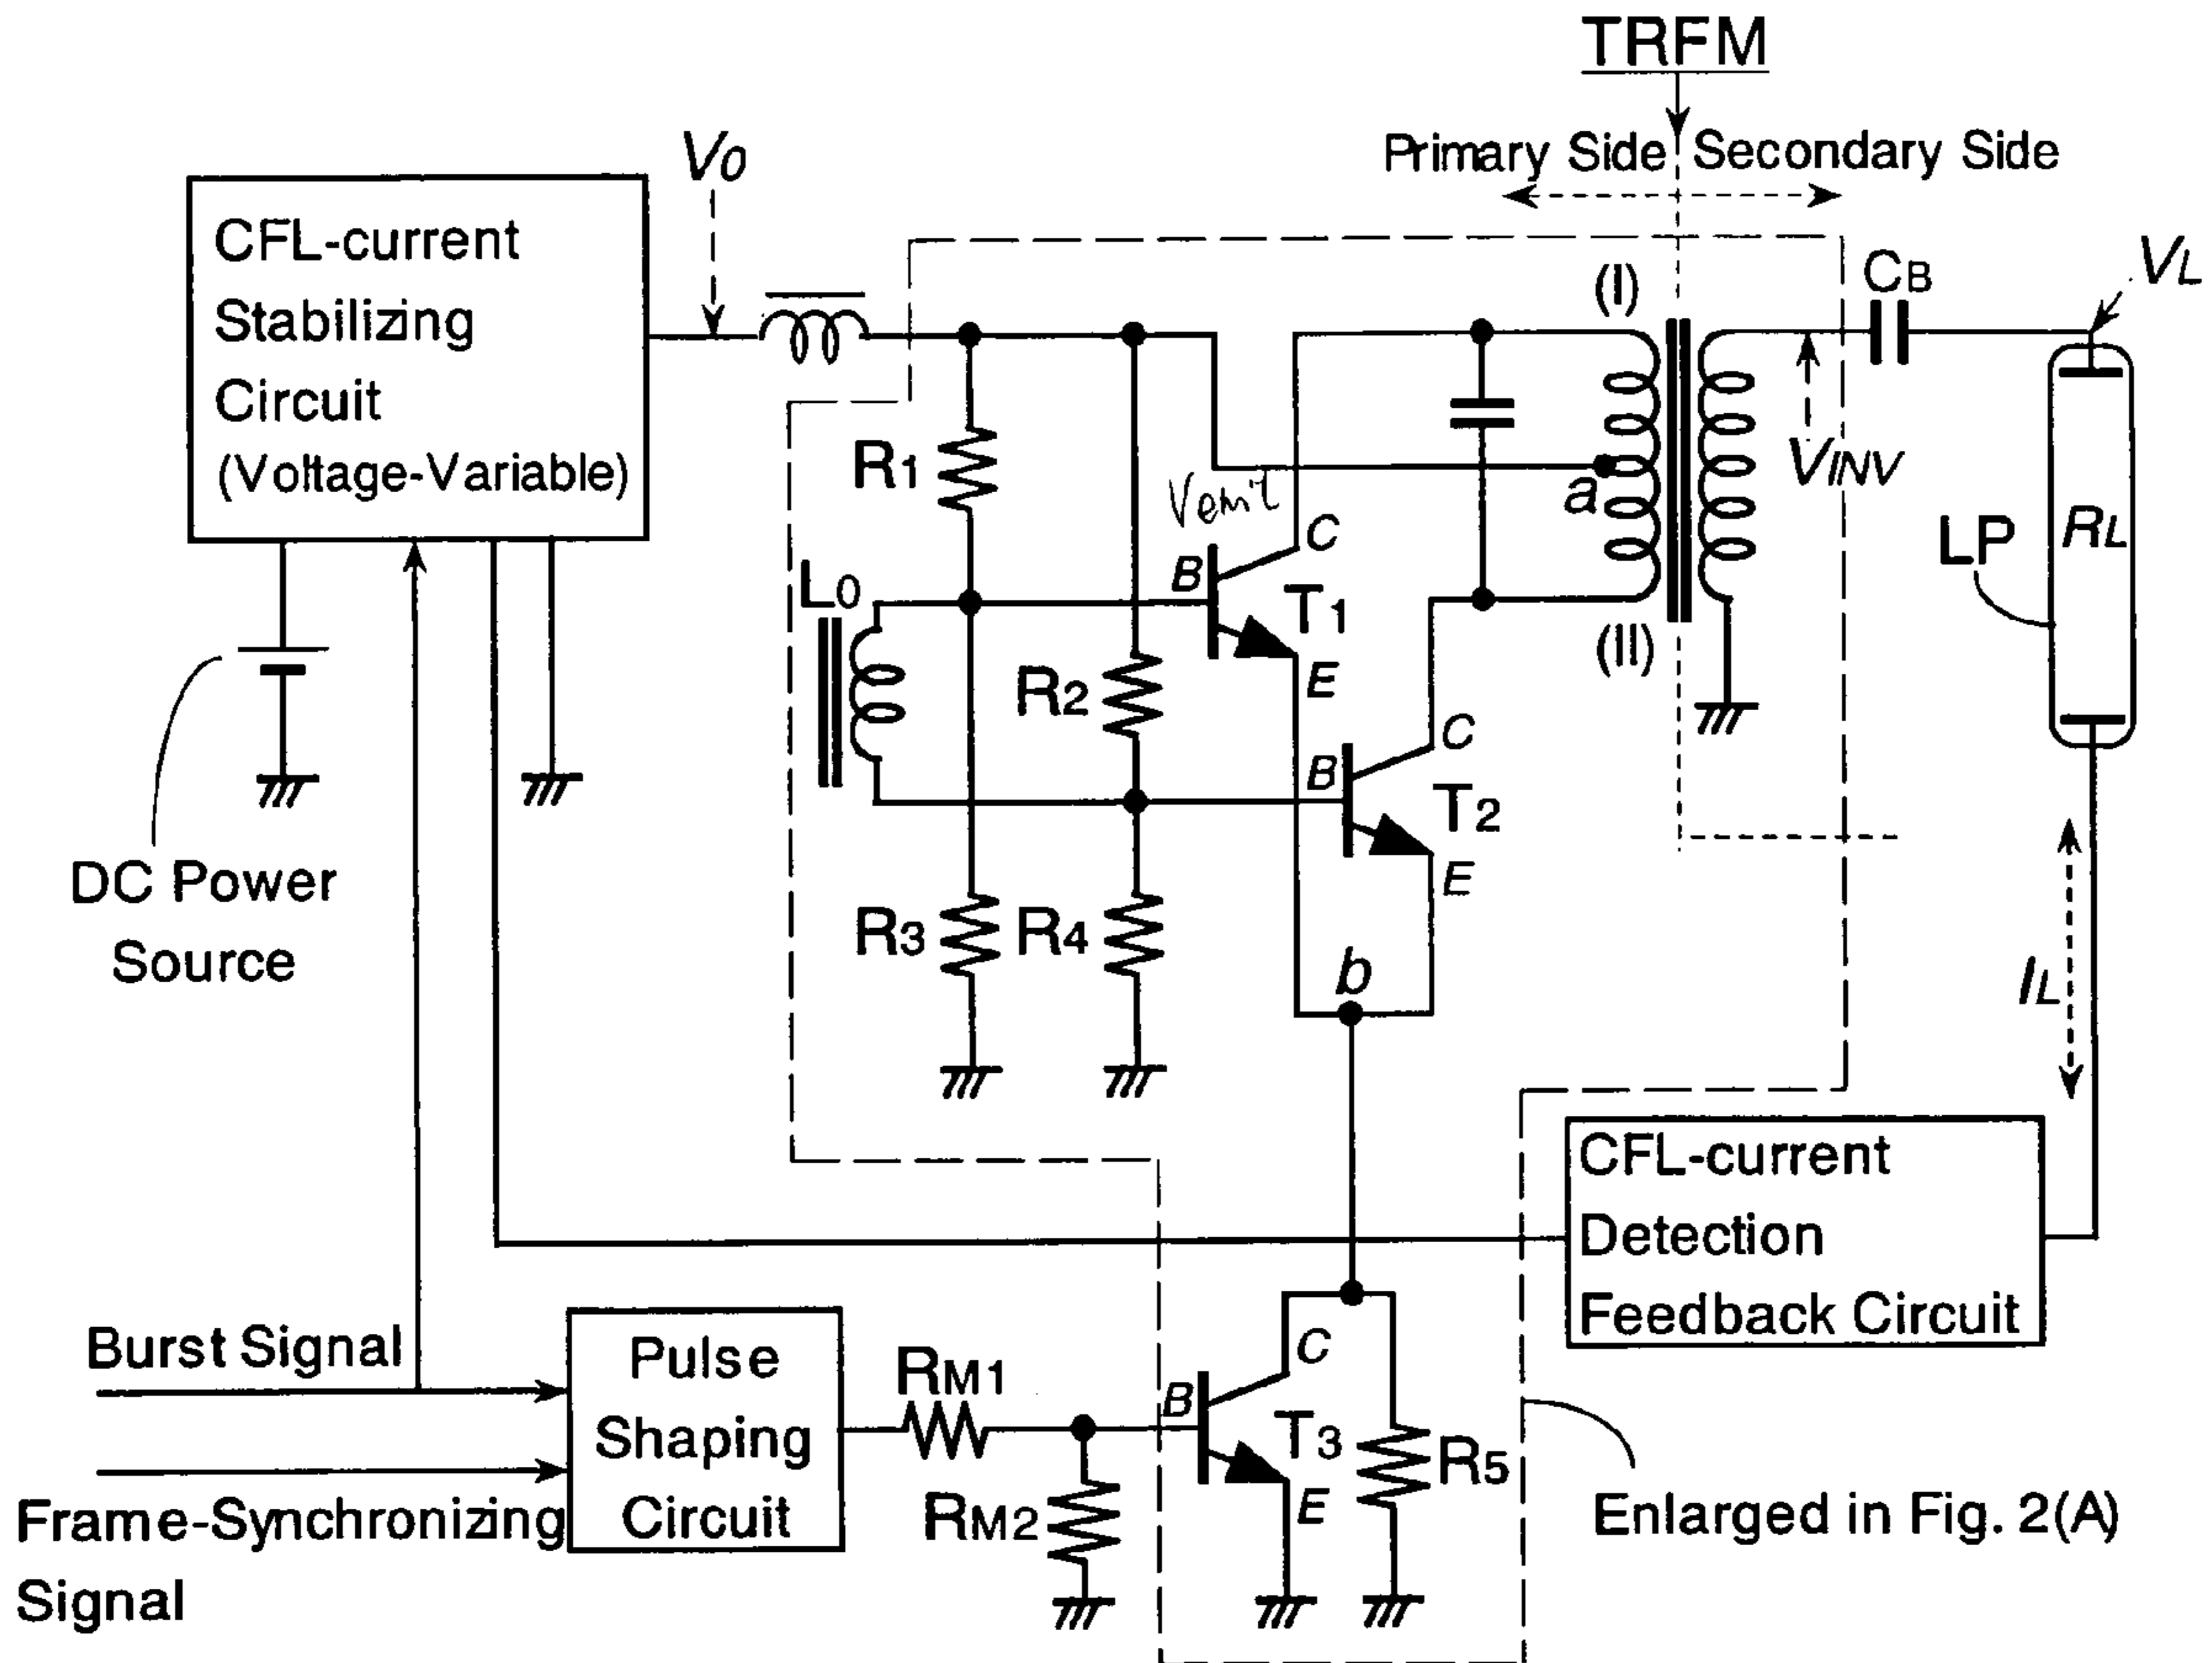 TRFM
Primary Side
Secondary Side
V0
CFL-current
Stabilizing
Circuit
(Voltage-Variable)
(I)
CB
VL
R1
a
VINV
Vemit
C
B
T1
E
L0
LP
RL
(II)
R2
C
B
T2
E
DC Power
Source
R3
R4
b
IL
CFL-current
Detection
Feedback Circuit
Burst Signal
Pulse
Shaping
Circuit
RM1
C
B
T3
E
R5
RM2
Frame-Synchronizing
Signal
Enlarged in Fig. 2(A)